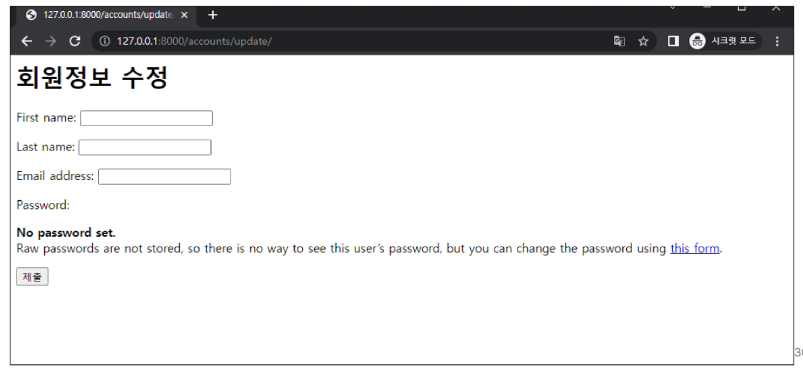 127.0.0.1:8000/accounts/update
127.0.0.1:8000/accounts/update/
시크릿 모드
회원정보 수정
First name:
Last name:
Email address:
Password:
No password set.
Raw passwords are not stored, so there is no way to see this user's password, but you can change the password using this form.
제출